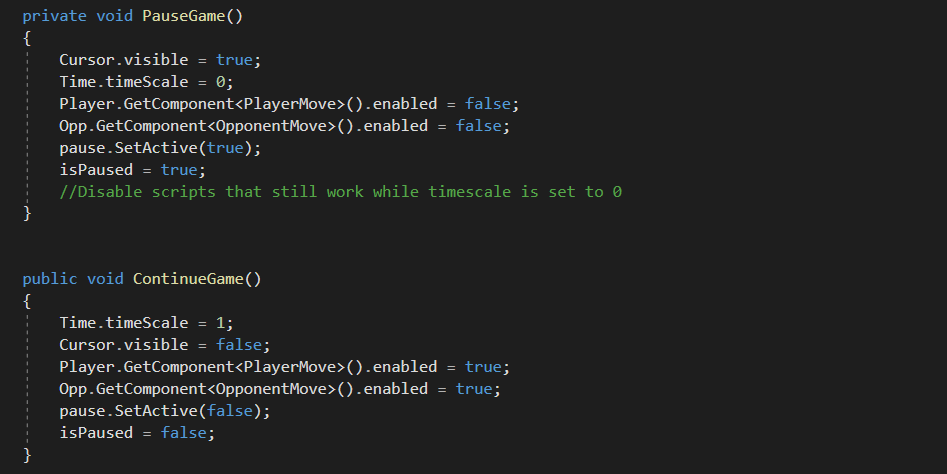 private void PauseGame()
{
    Cursor.visible = true;
    Time.timeScale = 0;
    Player.GetComponent<PlayerMove>().enabled = false;
    Opp.GetComponent<OpponentMove>().enabled = false;
    pause.SetActive(true);
    isPaused = true;
    //Disable scripts that still work while timescale is set to 0
}
public void ContinueGame()
{
    Time.timeScale = 1;
    Cursor.visible = false;
    Player.GetComponent<PlayerMove>().enabled = true;
    Opp.GetComponent<OpponentMove>().enabled = true;
    pause.SetActive(false);
    isPaused = false;
}